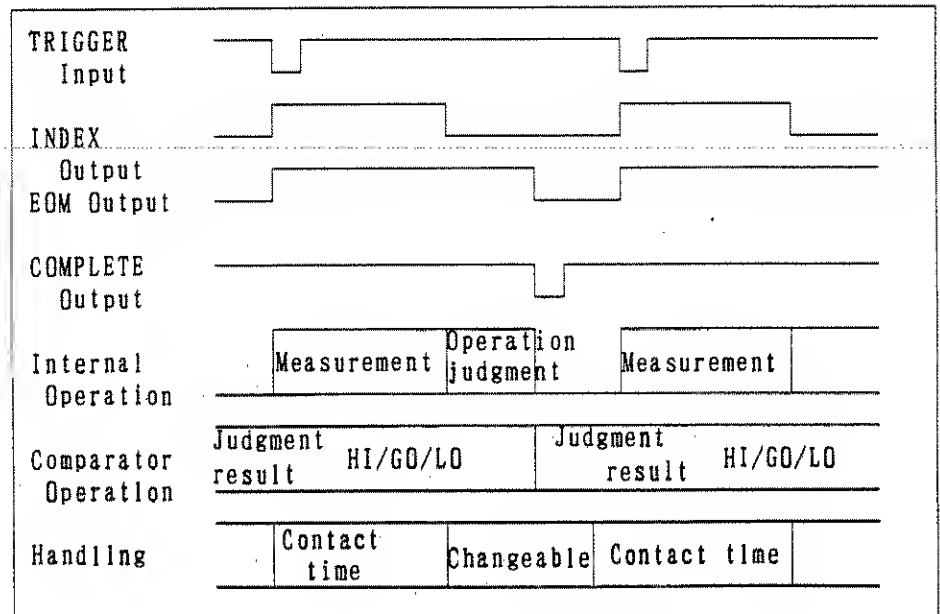 TRIGGER
Input
INDEX
Output
EOM Output
COMPLETE
Output
Internal
Operation
Measurement
Operation
judgment
Measurement
Comparator
Operation
Judgment
result
HI/GO/LO
Judgment
result
HI/GO/LO
Handling
Contact
time
Changeable
Contact time